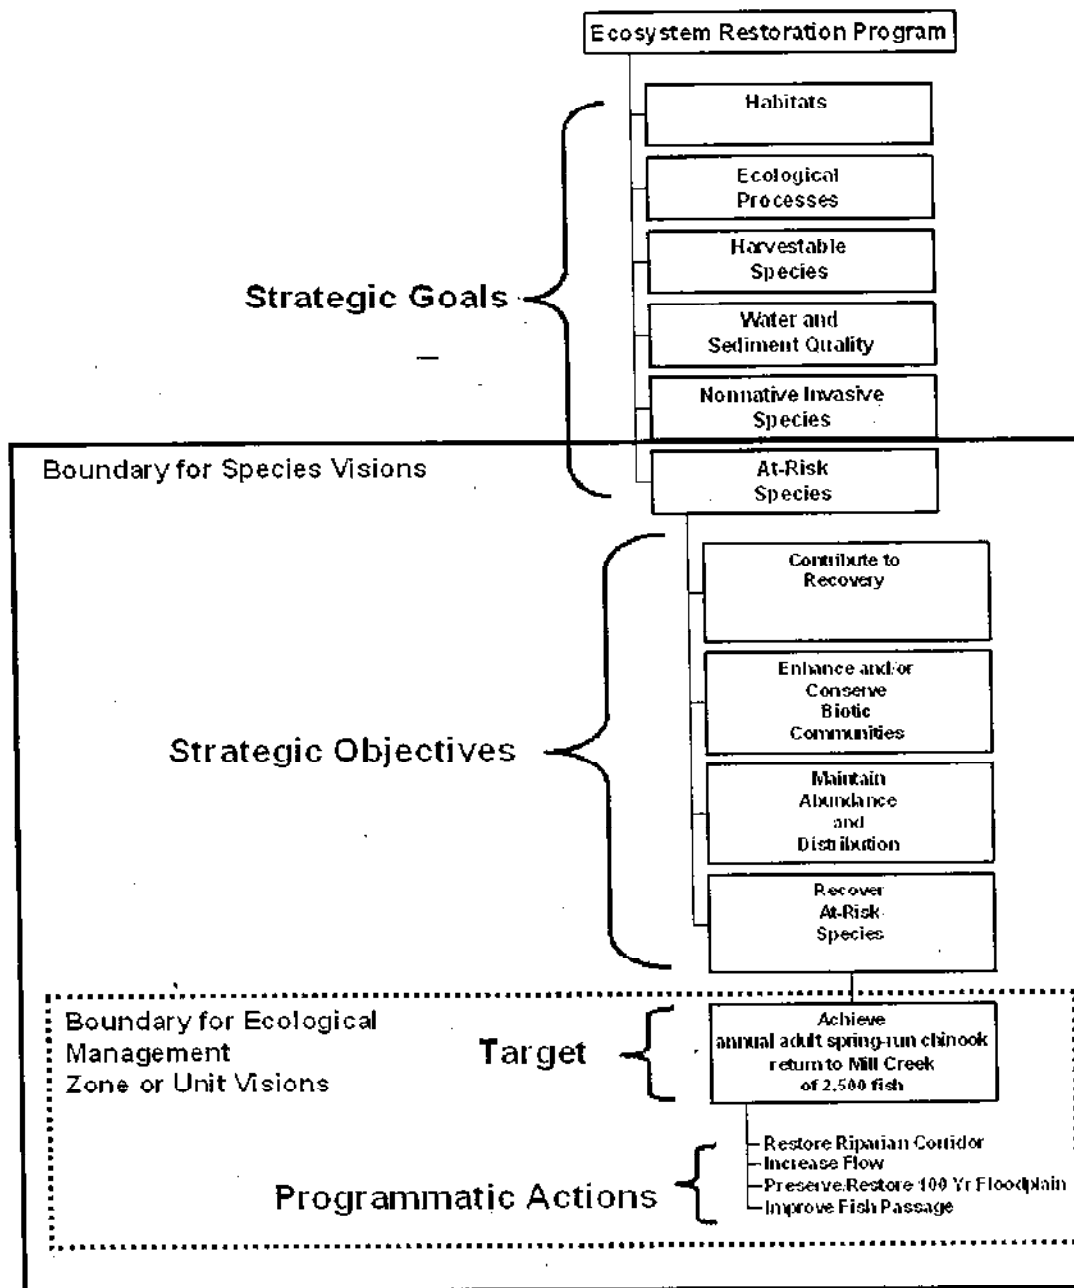 Ecosystem Restoration Program
Habitats
Ecological
Processes
Harvestable
Species
Strategic Goals
Water and
Sediment Quality
Nonnative Invasive
Species
Boundary for Species Visions
At-Risk
Species
Contribute to
Recovery
Enhance and/or
Conserve
Biotic
Communities
Strategic Objectives
Maintain
Abundance
and
Distribution
Recover
At-Risk
Species
Boundary for Ecological
Management
Zone or Unit Visions
Target
Achieve
annual adult spring-run chinook
return to Mill Creek
of 2,500 fish
Programmatic Actions
Restore Riparian Corridor
Increase Flow
Preserve/Restore 100 Yr Floodplain
Improve Fish Passage